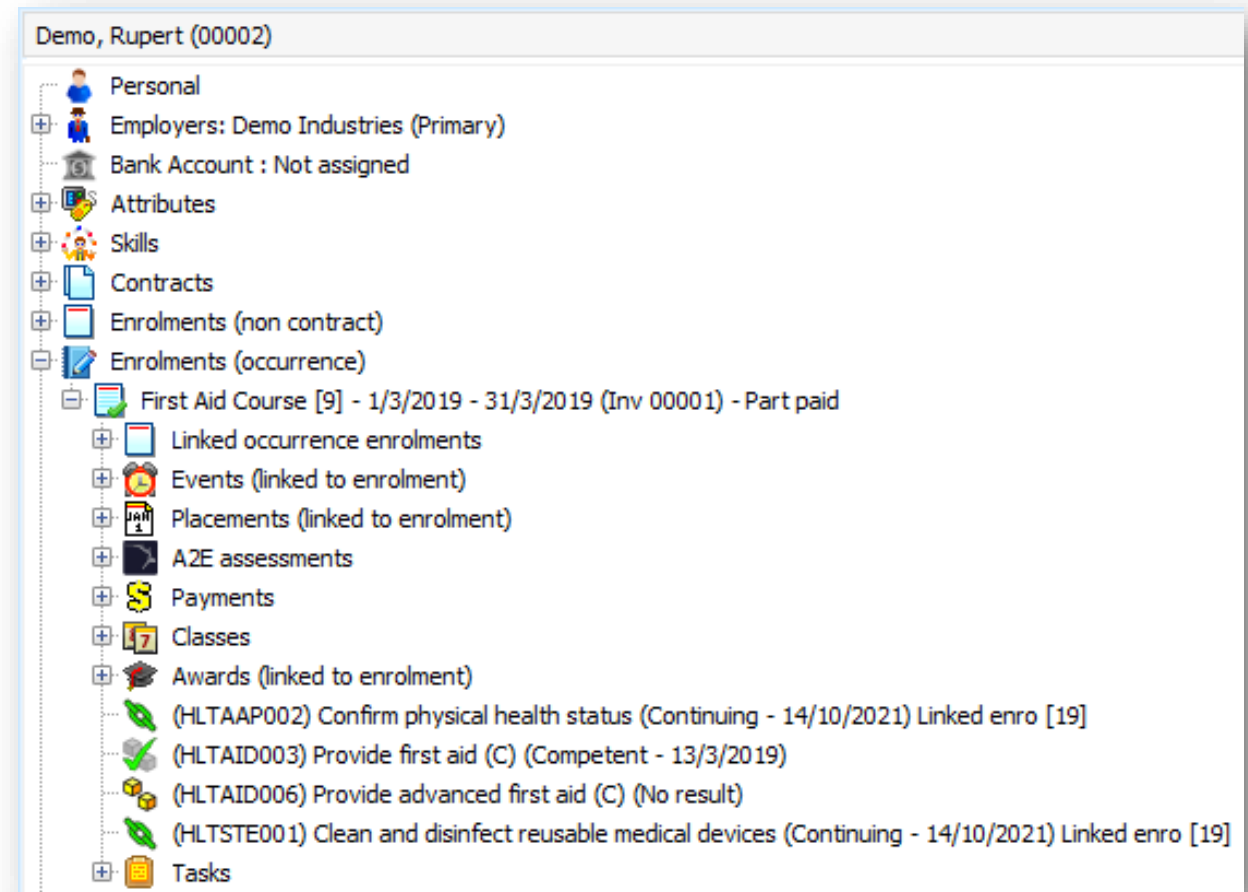 Demo, Rupert (00002)
Personal
Employers: Demo Industries (Primary)
Bank Account : Not assigned
Attributes
Skills
Contracts
Enrolments (non contract)
Enrolments (occurrence)
First Aid Course [9] - 1/3/2019 - 31/3/2019 (Inv 00001) - Part paid
Linked occurrence enrolments
Events (linked to enrolment)
JAN
1
Placements (linked to enrolment)
A2E assessments
Payments
7
Classes
Awards (linked to enrolment)
(HLTAAP002) Confirm physical health status (Continuing - 14/10/2021) Linked enro [19]
(HLTAID003) Provide first aid (C) (Competent - 13/3/2019)
(HLTAID006) Provide advanced first aid (C) (No result)
(HLTSTE001) Clean and disinfect reusable medical devices (Continuing - 14/10/2021) Linked enro [19]
Tasks